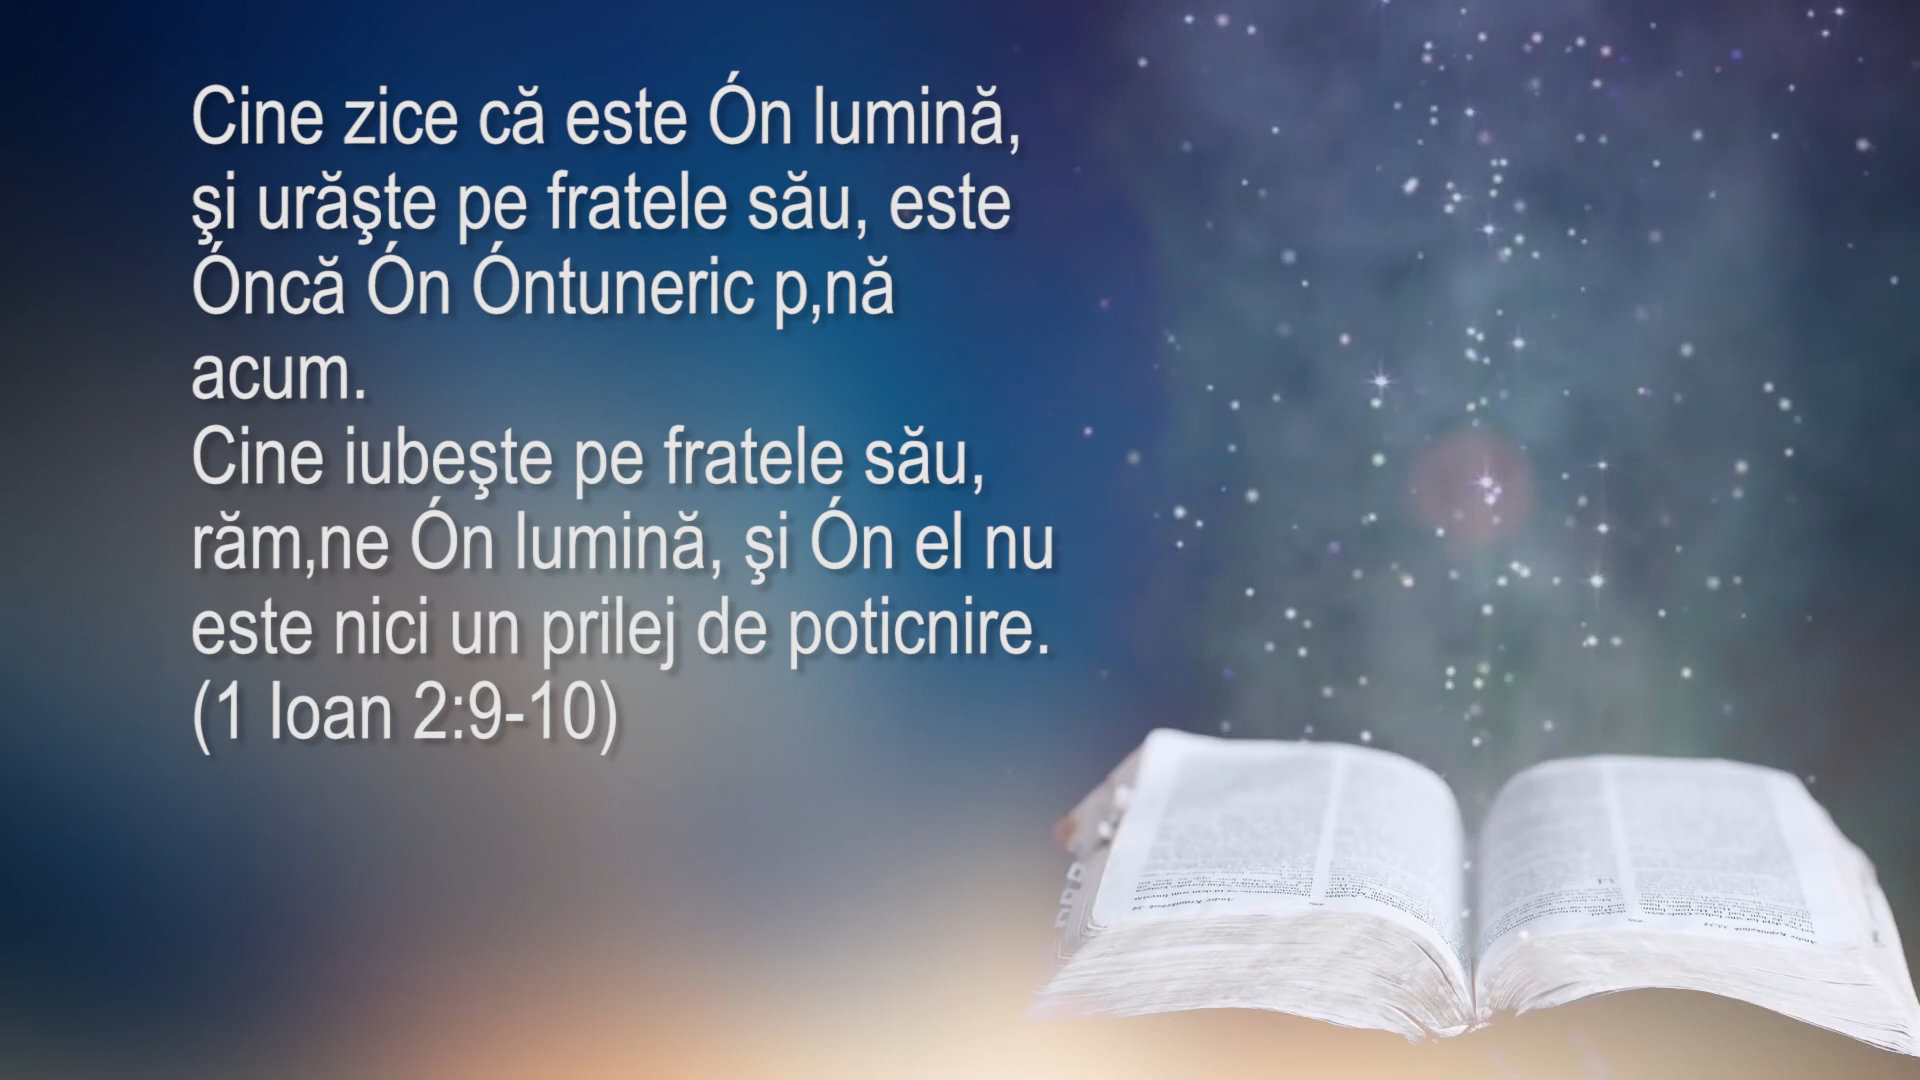 Cine zice că este Ón lumină,
şi urăşte pe fratele său, este
Óncă Ón Óntuneric p‚nă
acum.
Cine iubeşte pe fratele său,
răm‚ne Ón lumină, şi Ón el nu
este nici un prilej de poticnire.
(1 Ioan 2:9-10)